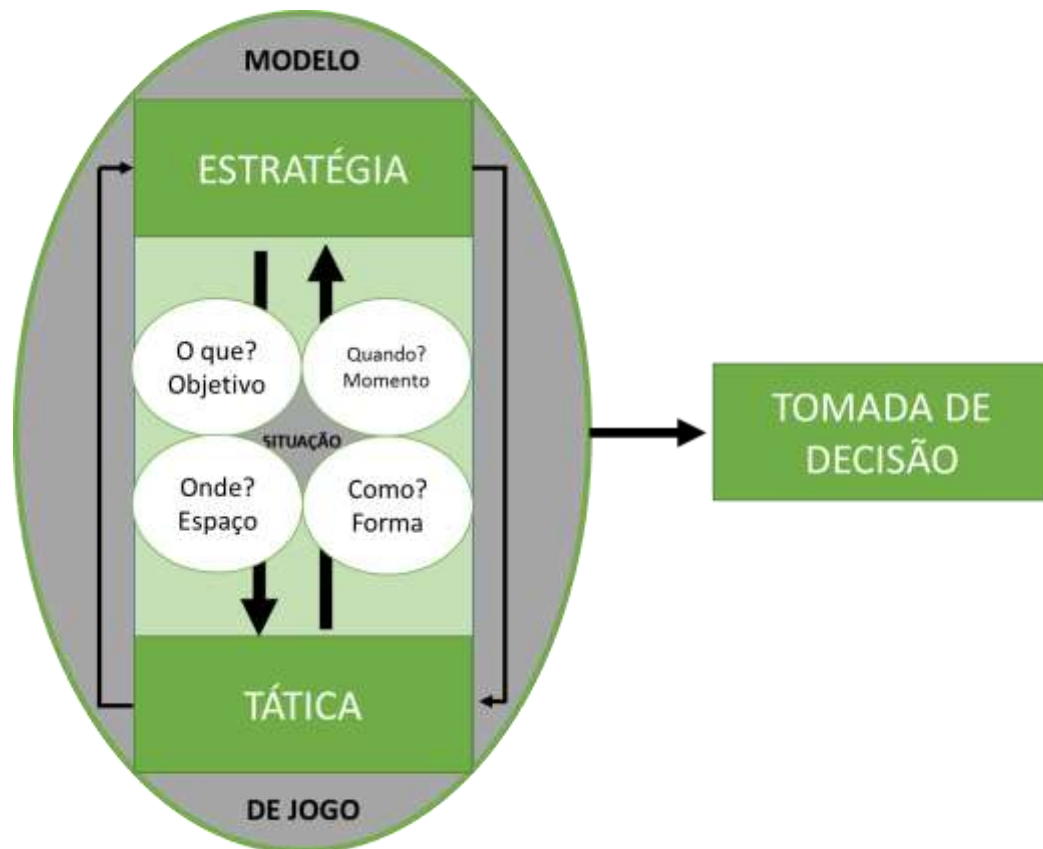 MODELO
ESTRATÉGIA
O que?
Objetivo
Quando?
Momento
SITUAÇÃO
Onde?
Espaço
Como?
Forma
TÁTICA
DE JOGO
TOMADA DE
DECISÃO